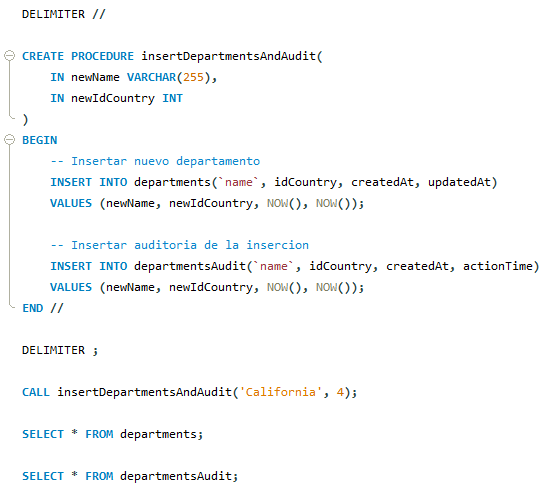 DELIMITER //
CREATE PROCEDURE insertDepartmentsAndAudit(
IN newName VARCHAR(255),
IN newIdCountry INT
)
BEGIN
-- Insertar nuevo departamento
INSERT INTO departments(`name`, idCountry, createdAt, updatedAt)
VALUES (newName, newIdCountry, NOW(), NOW());
-- Insertar auditoria de la insercion
INSERT INTO departmentsAudit(`name`, idCountry, createdAt, actionTime)
VALUES (newName, newIdCountry, NOW(), NOW());
END //
DELIMITER ;
CALL insertDepartmentsAndAudit('California', 4);
SELECT * FROM departments;
SELECT * FROM departmentsAudit;